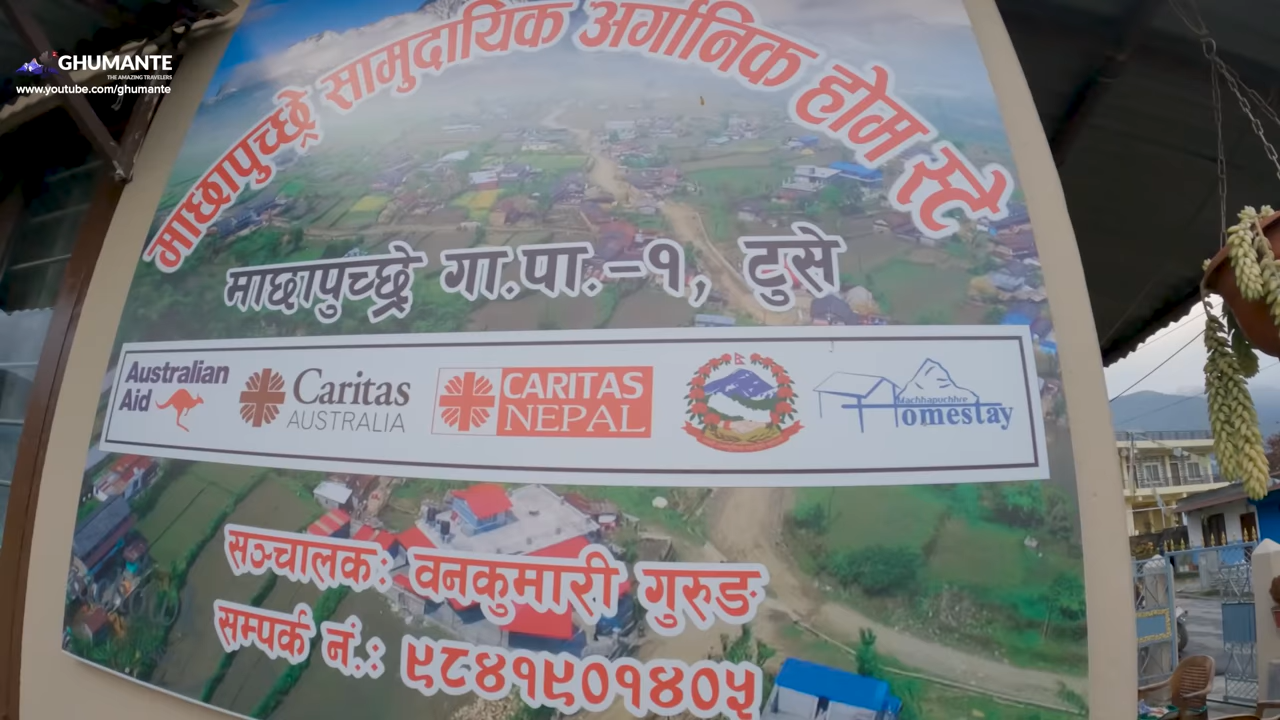 GHUMANTE
THE AMAZING TRAVELERS
www.youtube.com/ghumante
माछापुच्छ्रे सामुदायिक अर्गानिक होम स्टे
माछापुच्छ्रे गा.पा.-१, टुसे
Australian Aid
Caritas AUSTRALIA
CARITAS NEPAL
Machhapuchhre Homestay
सञ्चालक: वनकुमारी गुरुङ
सम्पर्क नं.: ९८४१९०१४०५